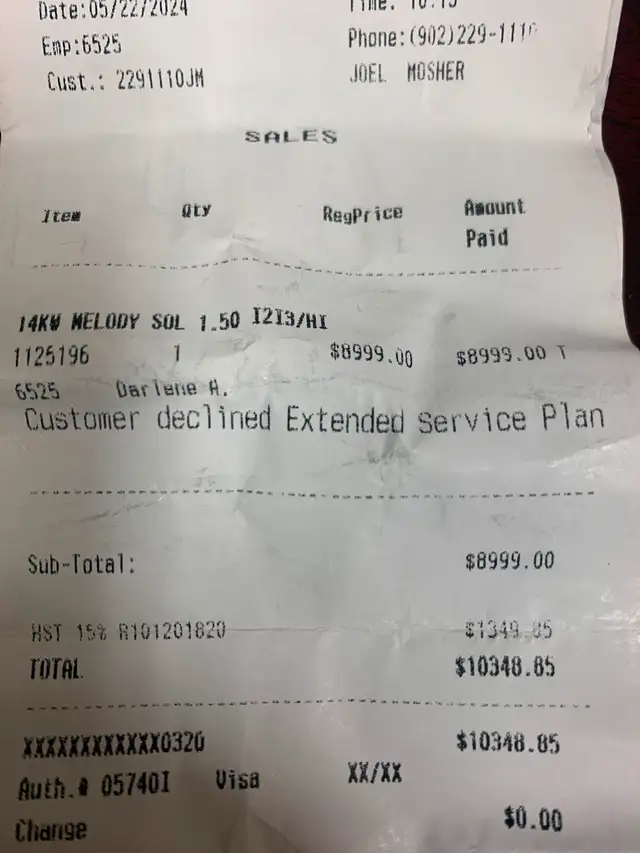 Date:05/22/2024
Time:
Emp:6525
Phone:(902)229-111
Cust.: 2291110JM
JOEL MOSHER
SALES
Item Qty RegPrice Amount Paid
14KW MELODY SOL 1.50 I2I3/HI
1125196 1 $8999.00 $8999.00 T
6525 Darlene A.
Customer declined Extended Service Plan
Sub-Total: $8999.00
HST 15% R101201820 $1349.85
TOTAL $10348.85
XXXXXXXXXXXX0320 $10348.85
Auth.# 05740I Visa XX/XX
Change $0.00